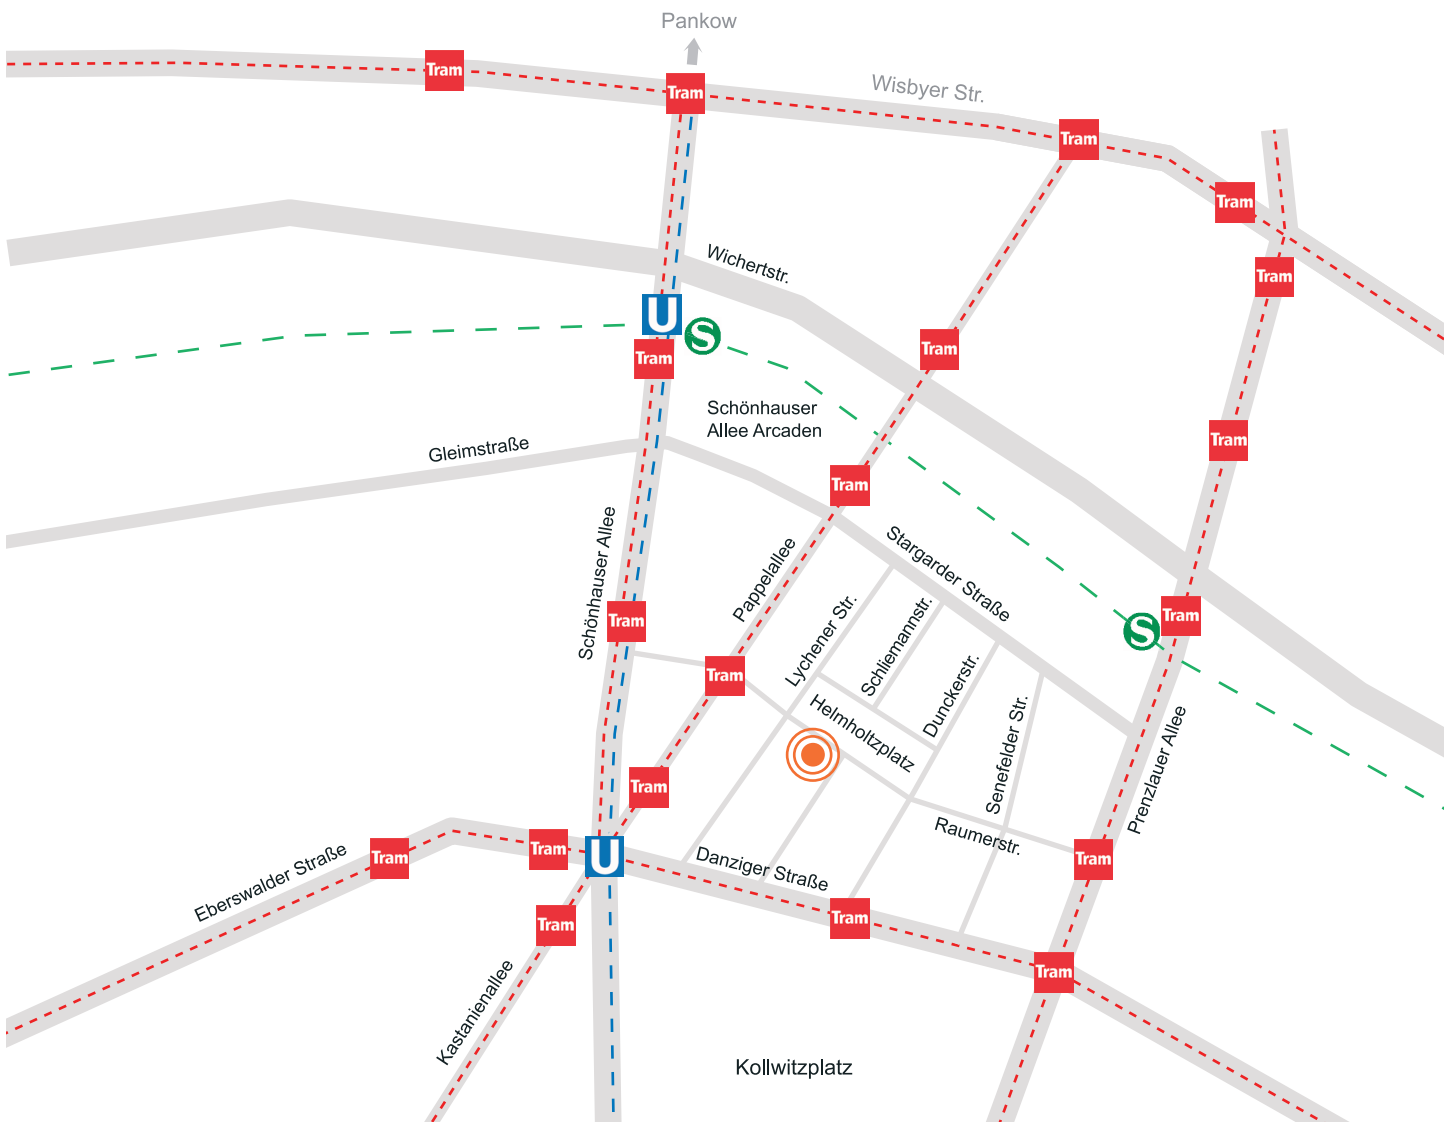 Pankow
Tram
Tram
Wisbyer Str.
Tram
Tram
Wichertstr.
Tram
U
S
Tram
Tram
Schönhauser
Allee Arcaden
Gleimstraße
Tram
Tram
Schönhauser Allee
Pappelallee
Stargarder Straße
Lychener Str.
Schliemannstr.
Tram
Tram
S
Dunckerstr.
Tram
Helmholtzplatz
Senefelder Str.
Prenzlauer Allee
Tram
Raumerstr.
Eberswalder Straße
Tram
Tram
U
Danziger Straße
Tram
Tram
Tram
Kastanienallee
Tram
Kollwitzplatz